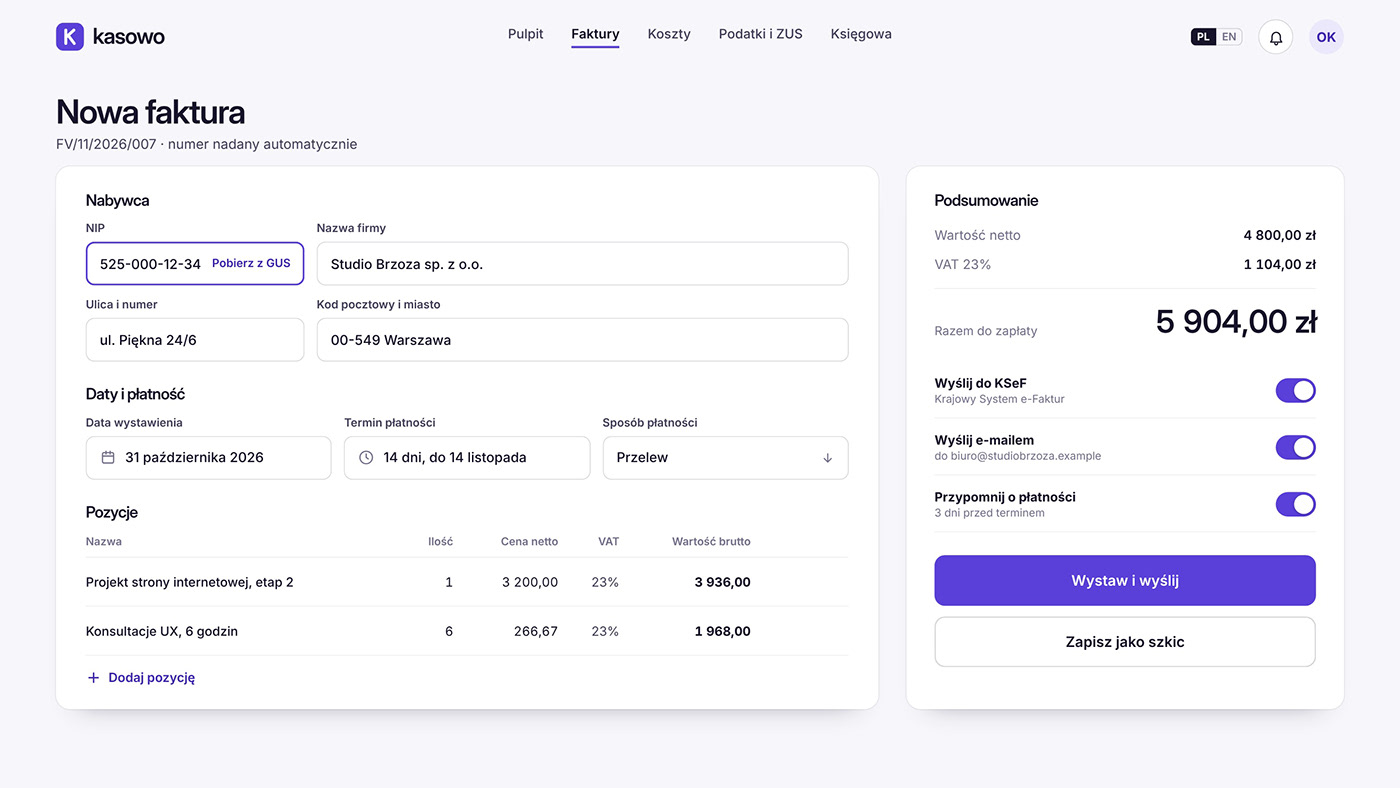 K kasowo
Pulpit Faktury Koszty Podatki i ZUS Księgowa
PL EN
OK
Nowa faktura
FV/11/2026/007 · numer nadany automatycznie
Nabywca
NIP Nazwa firmy
525-000-12-34 Pobierz z GUS Studio Brzoza sp. z o.o.
Ulica i numer Kod pocztowy i miasto
ul. Piękna 24/6 00-549 Warszawa
Daty i płatność
Data wystawienia Termin płatności Sposób płatności
31 października 2026 14 dni, do 14 listopada Przelew
Pozycje
Nazwa Ilość Cena netto VAT Wartość brutto
Projekt strony internetowej, etap 2 1 3 200,00 23% 3 936,00
Konsultacje UX, 6 godzin 6 266,67 23% 1 968,00
+ Dodaj pozycję
Podsumowanie
Wartość netto 4 800,00 zł
VAT 23% 1 104,00 zł
Razem do zapłaty 5 904,00 zł
Wyślij do KSeF
Krajowy System e-Faktur
Wyślij e-mailem
do biuro@studiobrzoza.example
Przypomnij o płatności
3 dni przed terminem
Wystaw i wyślij
Zapisz jako szkic